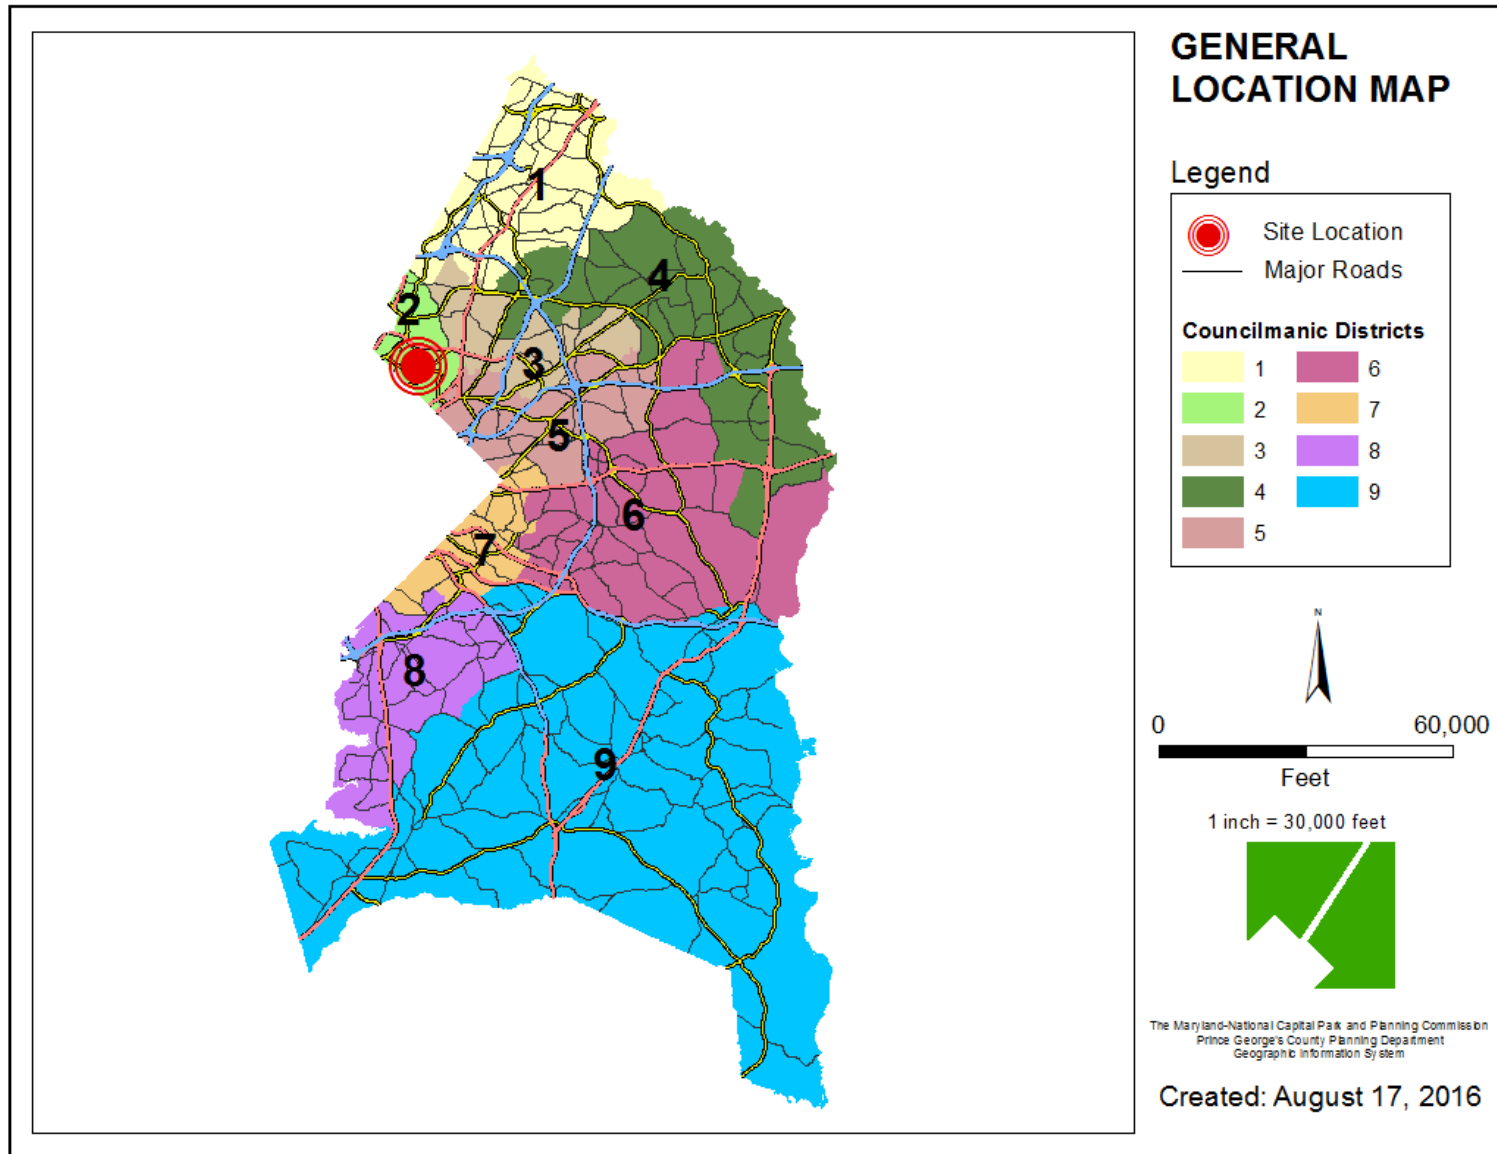 GENERAL
LOCATION MAP
Legend
Site Location
Major Roads
Councilmanic Districts
1 6
2 7
3 8
4 9
5
1
2
3
4
5
6
7
8
9
N
0 60,000
Feet
1 inch = 30,000 feet
The Maryland-National Capital Park and Planning Commission
Prince George's County Planning Department
Geographic Information System
Created: August 17, 2016